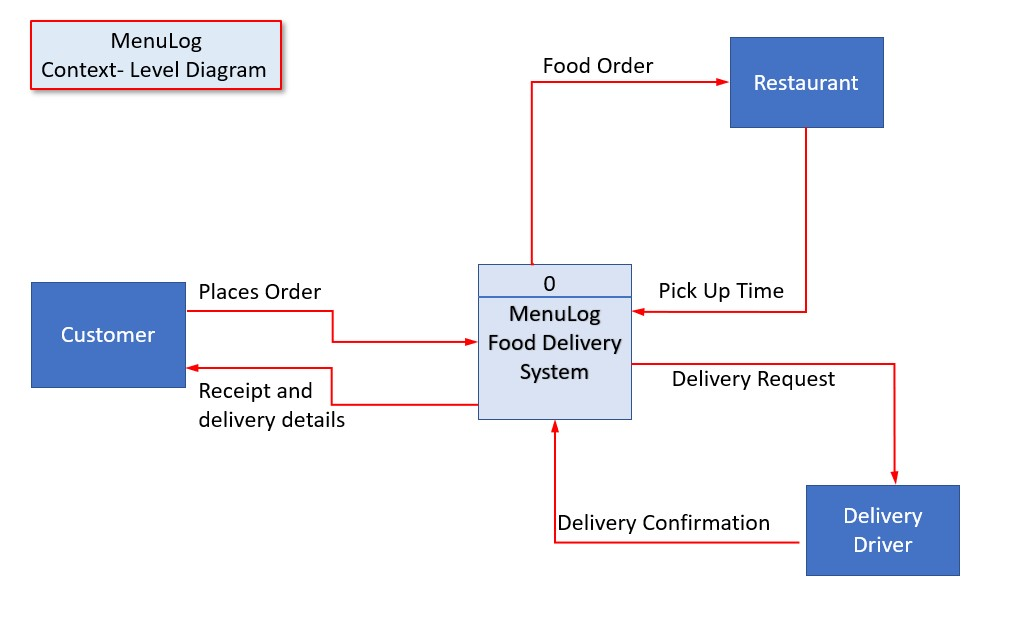 MenuLog
Context- Level Diagram
Food Order
Restaurant
0
MenuLog
Food Delivery
System
Pick Up Time
Places Order
Customer
Receipt and
delivery details
Delivery Request
Delivery Confirmation
Delivery
Driver